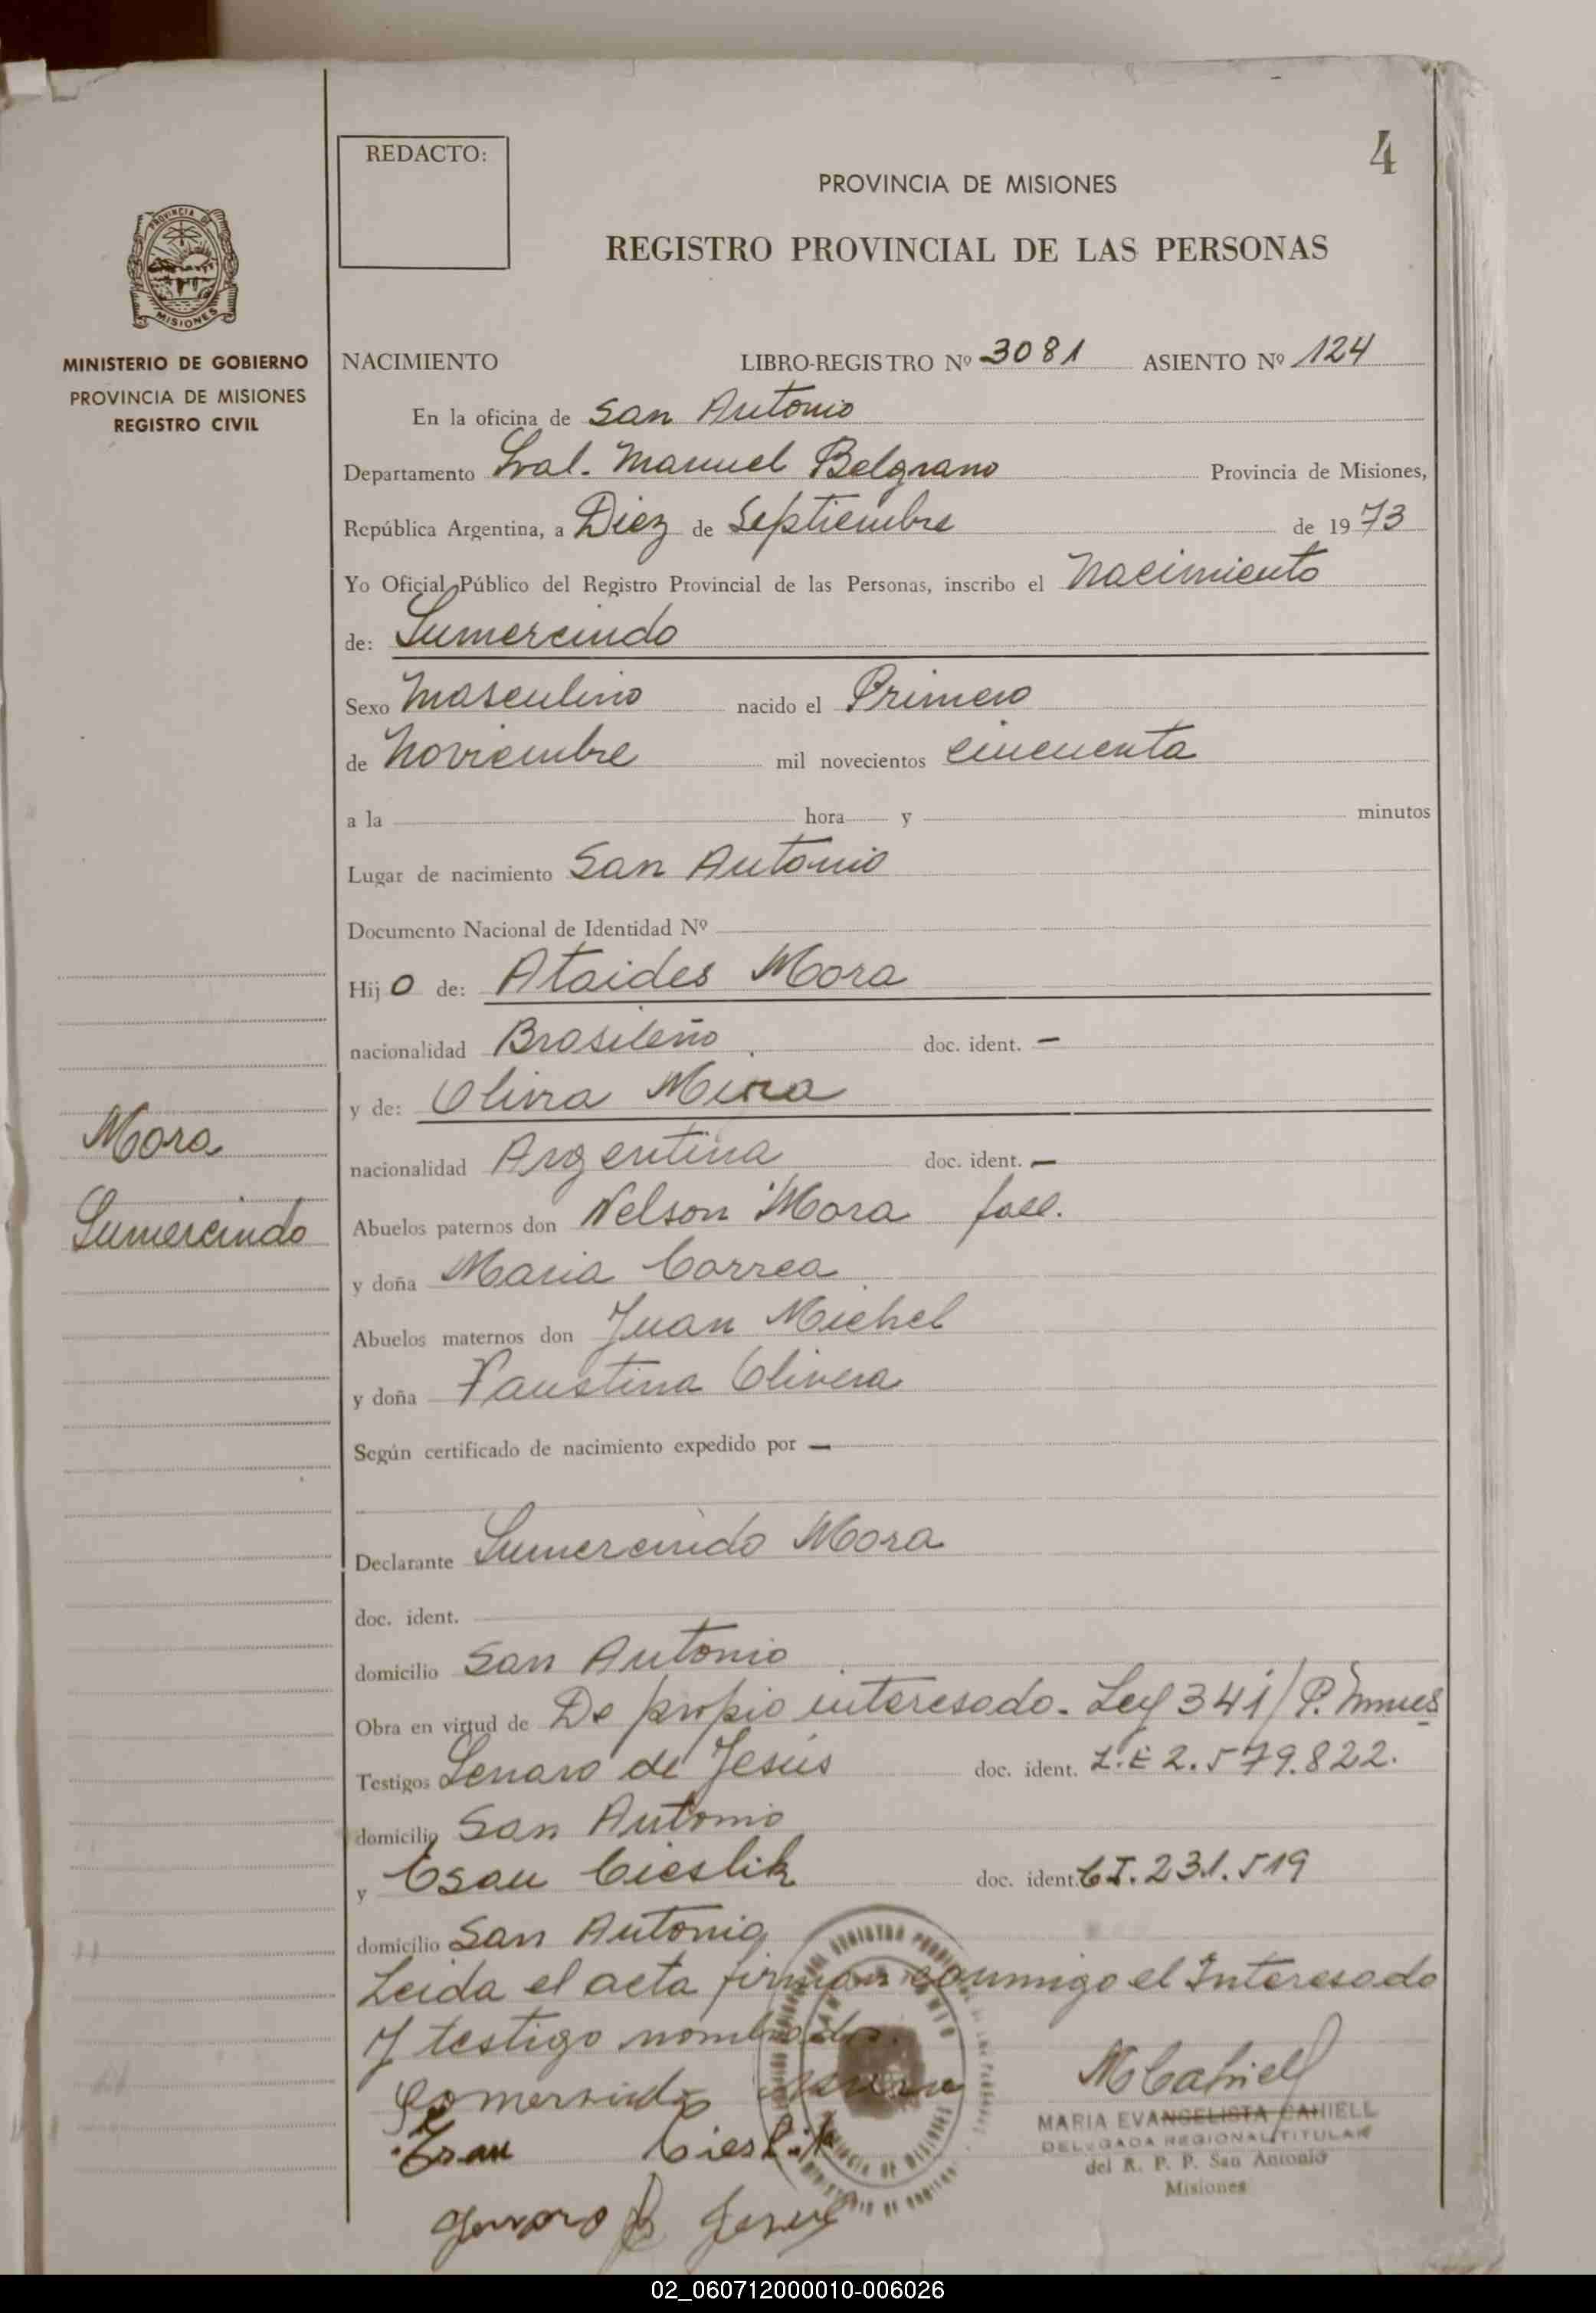 4
REDACTO:
PROVINCIA DE MISIONES
REGISTRO PROVINCIAL DE LAS PERSONAS
PROVINCIA DE
MISIONES
MINISTERIO DE GOBIERNO
PROVINCIA DE MISIONES
REGISTRO CIVIL
NACIMIENTO LIBRO-REGISTRO Nº 3081 ASIENTO Nº 124
En la oficina de San Antonio
Departamento Gral. Manuel Belgrano Provincia de Misiones,
República Argentina, a Diez de Septiembre de 1973
Yo Oficial Público del Registro Provincial de las Personas, inscribo el Nacimiento
de: Sumercindo
Sexo Masculino nacido el Primero
de Noviembre mil novecientos cincuenta
a la hora y minutos
Lugar de nacimiento San Antonio
Documento Nacional de Identidad Nº
Hijo de: Ataides Mora
nacionalidad Brasileño doc. ident. —
y de: Olivra
nacionalidad Argentina doc. ident. —
Mora
Sumercindo
Abuelos paternos don Nelson Mora fall.
y doña Maria Correa
Abuelos maternos don Juan Michel
y doña Faustina Olivera
Según certificado de nacimiento expedido por —
Declarante Sumercindo Mora
doc. ident.
domicilio San Antonio
Obra en virtud de De propio interesado. Ley 341/P.
Testigos Genaro de Jesús doc. ident. L.E 2.579.822.
domicilio San Antonio
y Esau Cieslik doc. ident. CI. 231.519
domicilio San Antonio
Leida el acta firman conmigo el Interesado
y testigo nombrados.
Esau Cieslik
MCahiell
MARIA EVANGELISTA CAHIELL
DELEGADA REGIONAL TITULAR
del R. P. P. San Antonio
Misiones
02_060712000010-006026